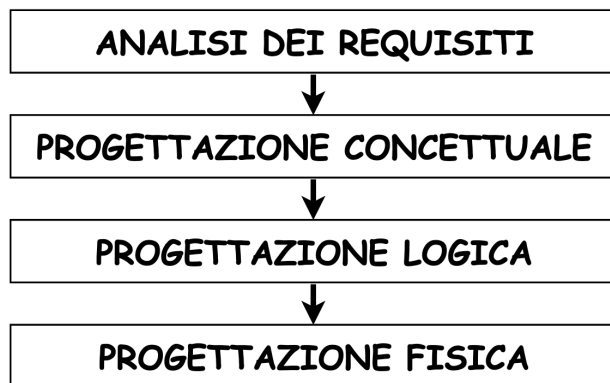 ANALISI DEI REQUISITI
PROGETTAZIONE CONCETTUALE
PROGETTAZIONE LOGICA
PROGETTAZIONE FISICA